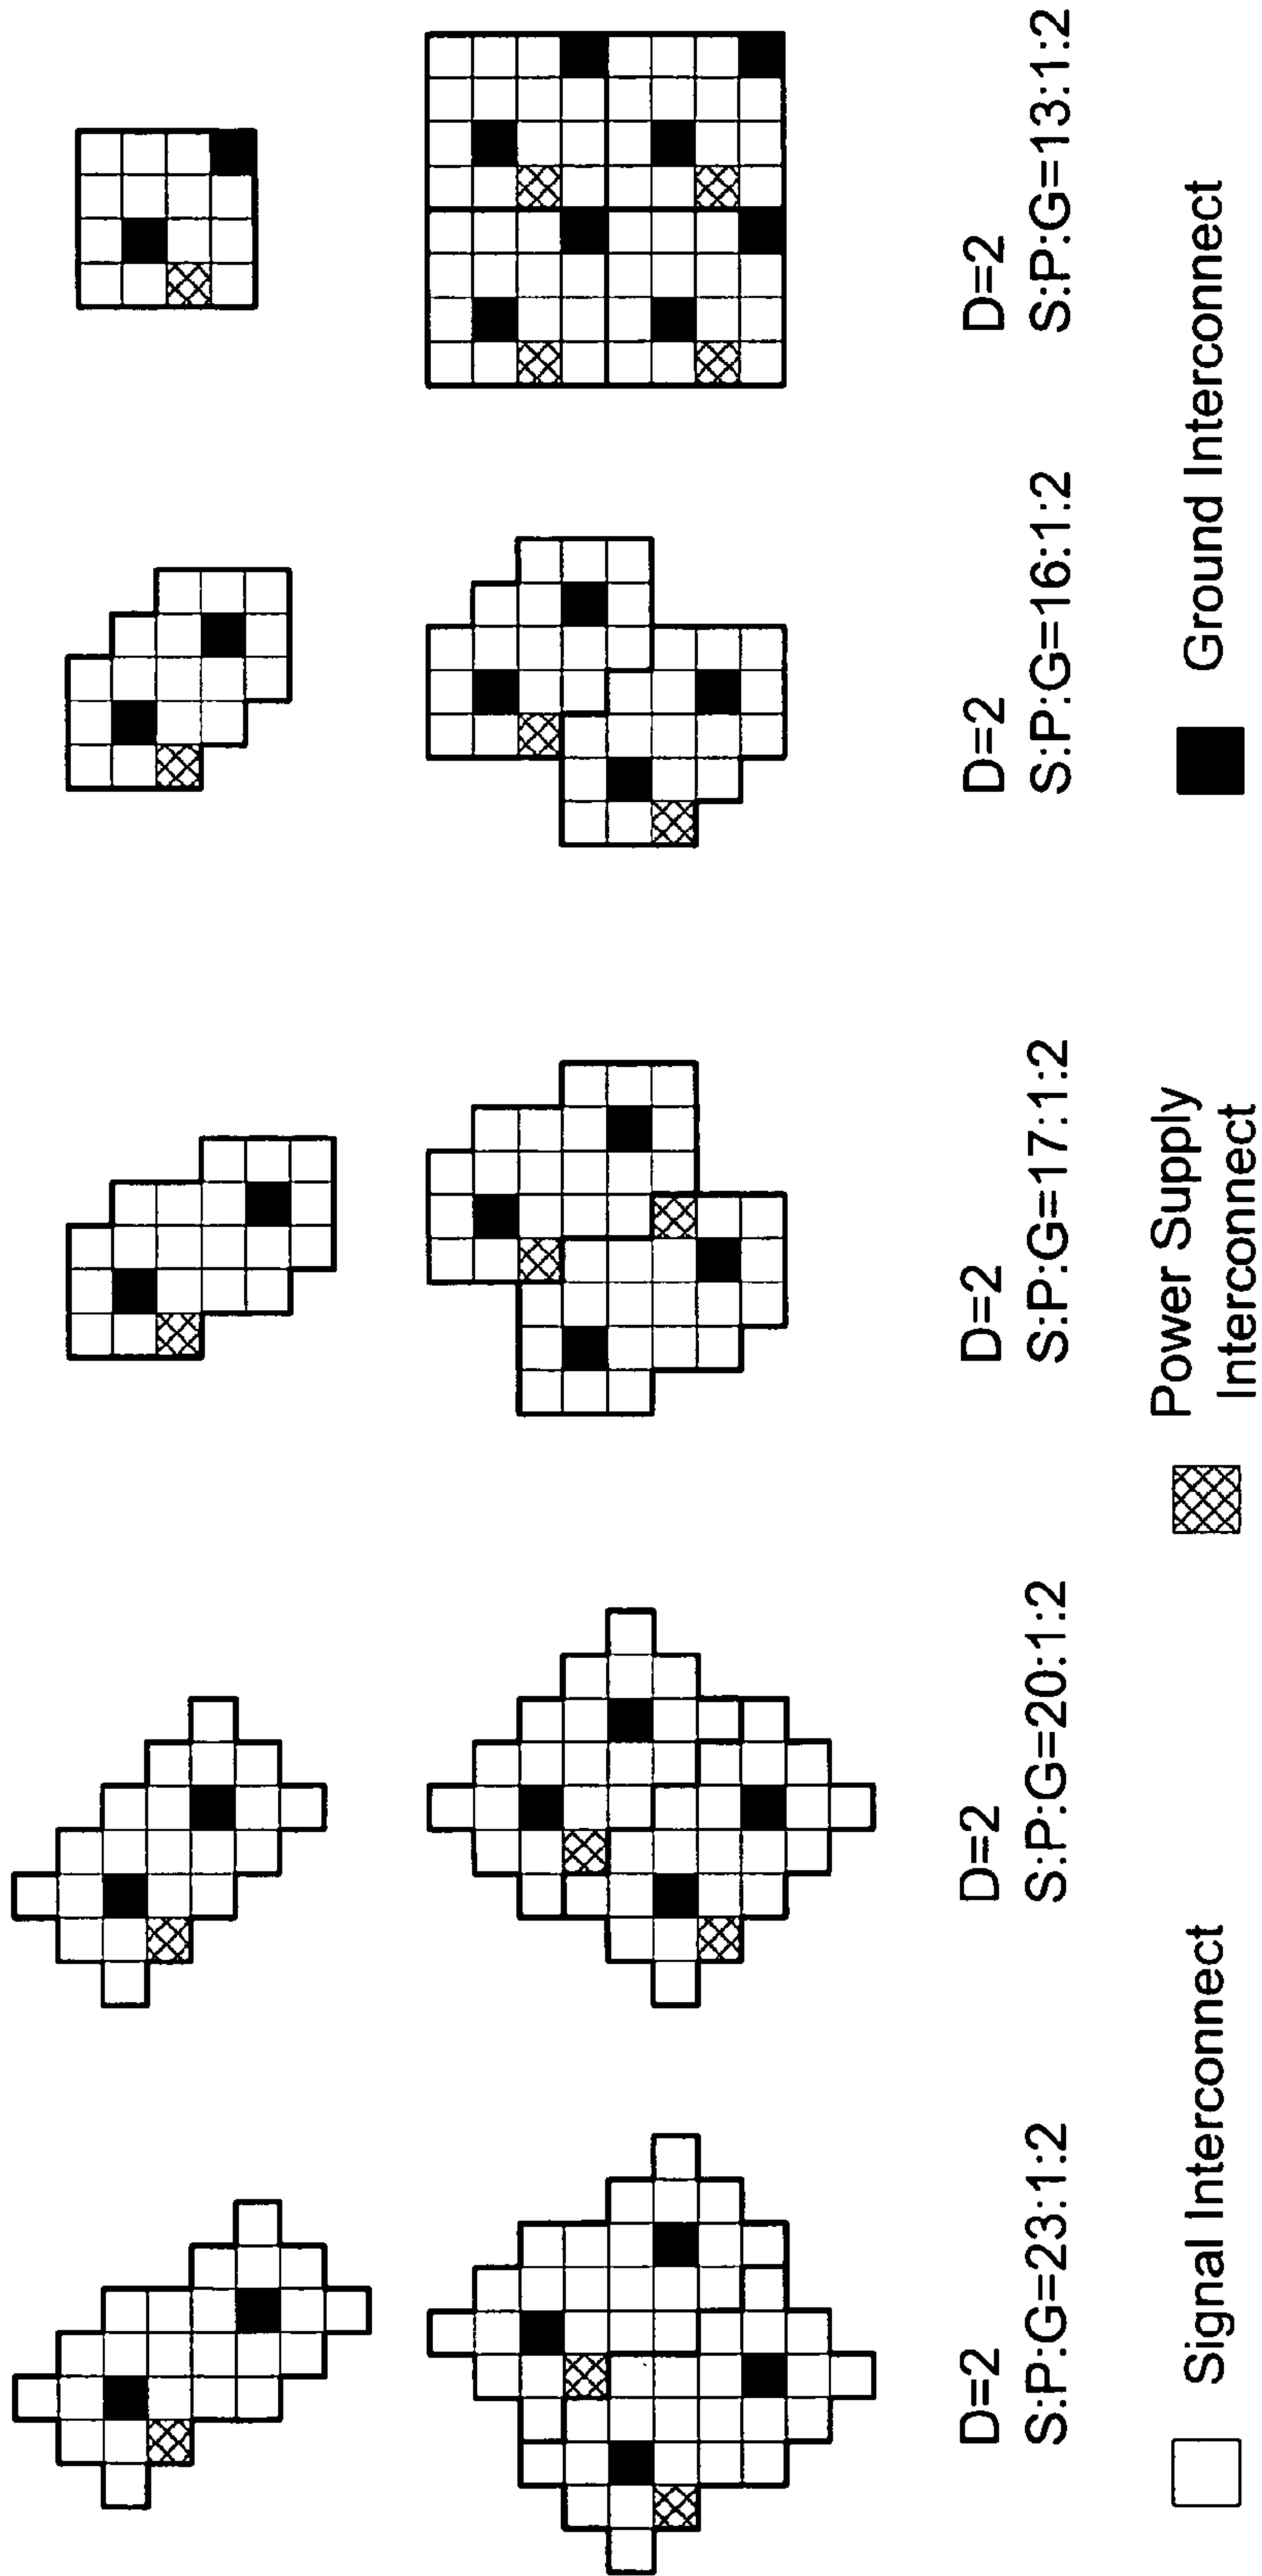 D=2
S:P:G=23:1:2
D=2
S:P:G=20:1:2
D=2
S:P:G=17:1:2
D=2
S:P:G=16:1:2
D=2
S:P:G=13:1:2
Signal Interconnect
Power Supply
Interconnect
Ground Interconnect